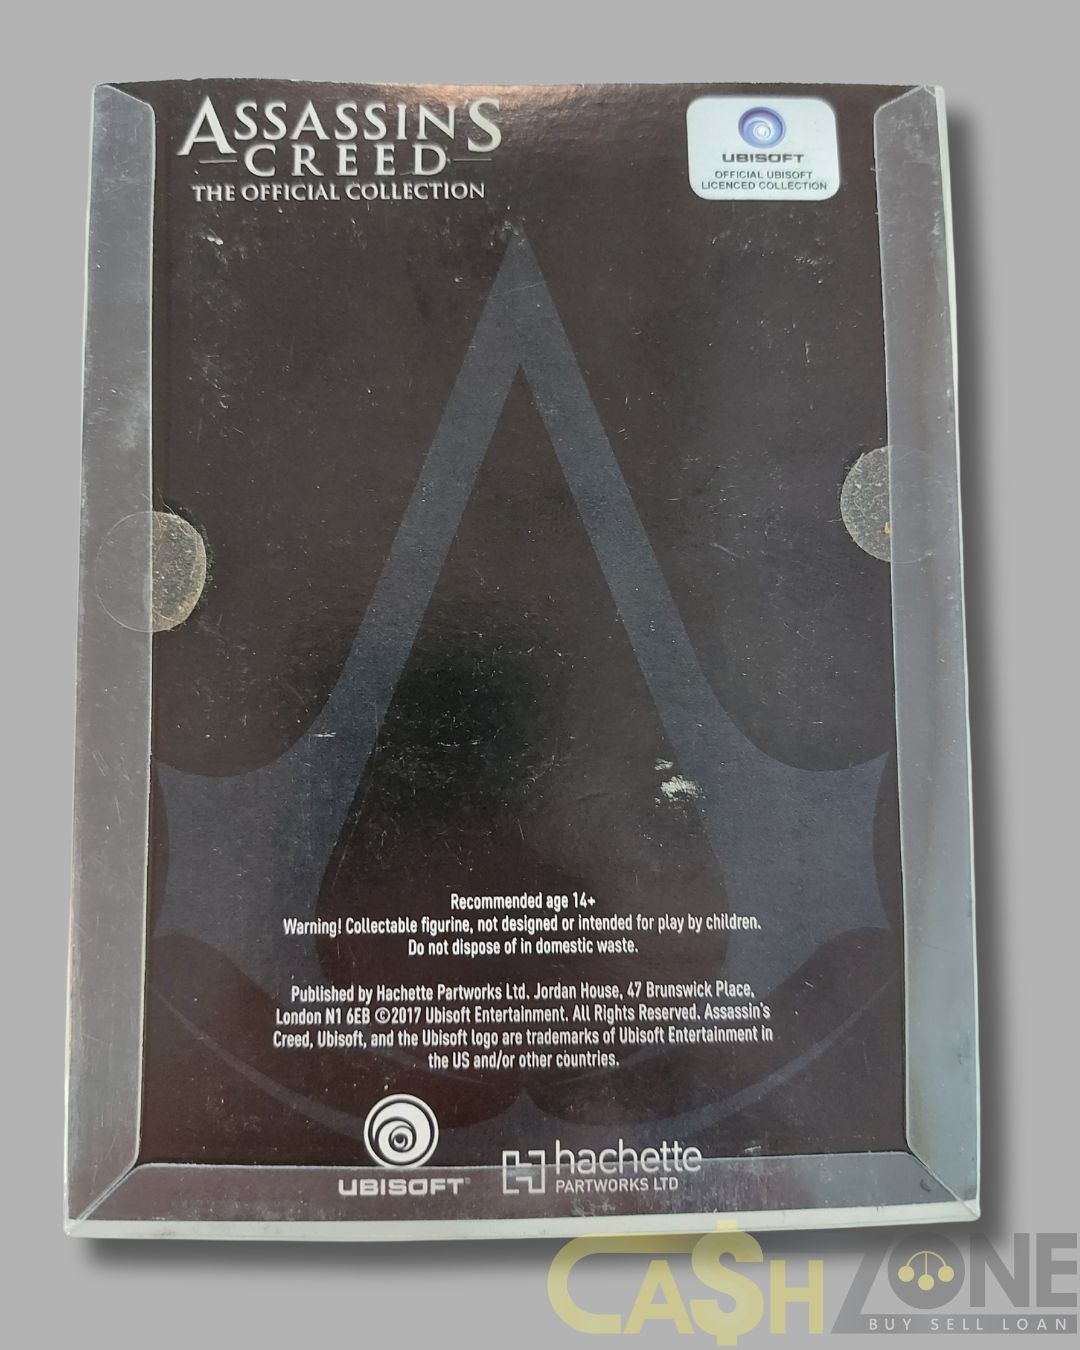 ASSASSIN'S
CREED
THE OFFICIAL COLLECTION
UBISOFT
OFFICIAL UBISOFT
LICENCED COLLECTION
Recommended age 14+
Warning! Collectable figurine, not designed or intended for play by children.
Do not dispose of in domestic waste.
Published by Hachette Partworks Ltd. Jordan House, 47 Brunswick Place,
London N1 6EB ©2017 Ubisoft Entertainment. All Rights Reserved. Assassin's
Creed, Ubisoft, and the Ubisoft logo are trademarks of Ubisoft Entertainment in
the US and/or other countries.
UBISOFT®
hachette
PARTWORKS LTD
CA$H ZONE
BUY SELL LOAN